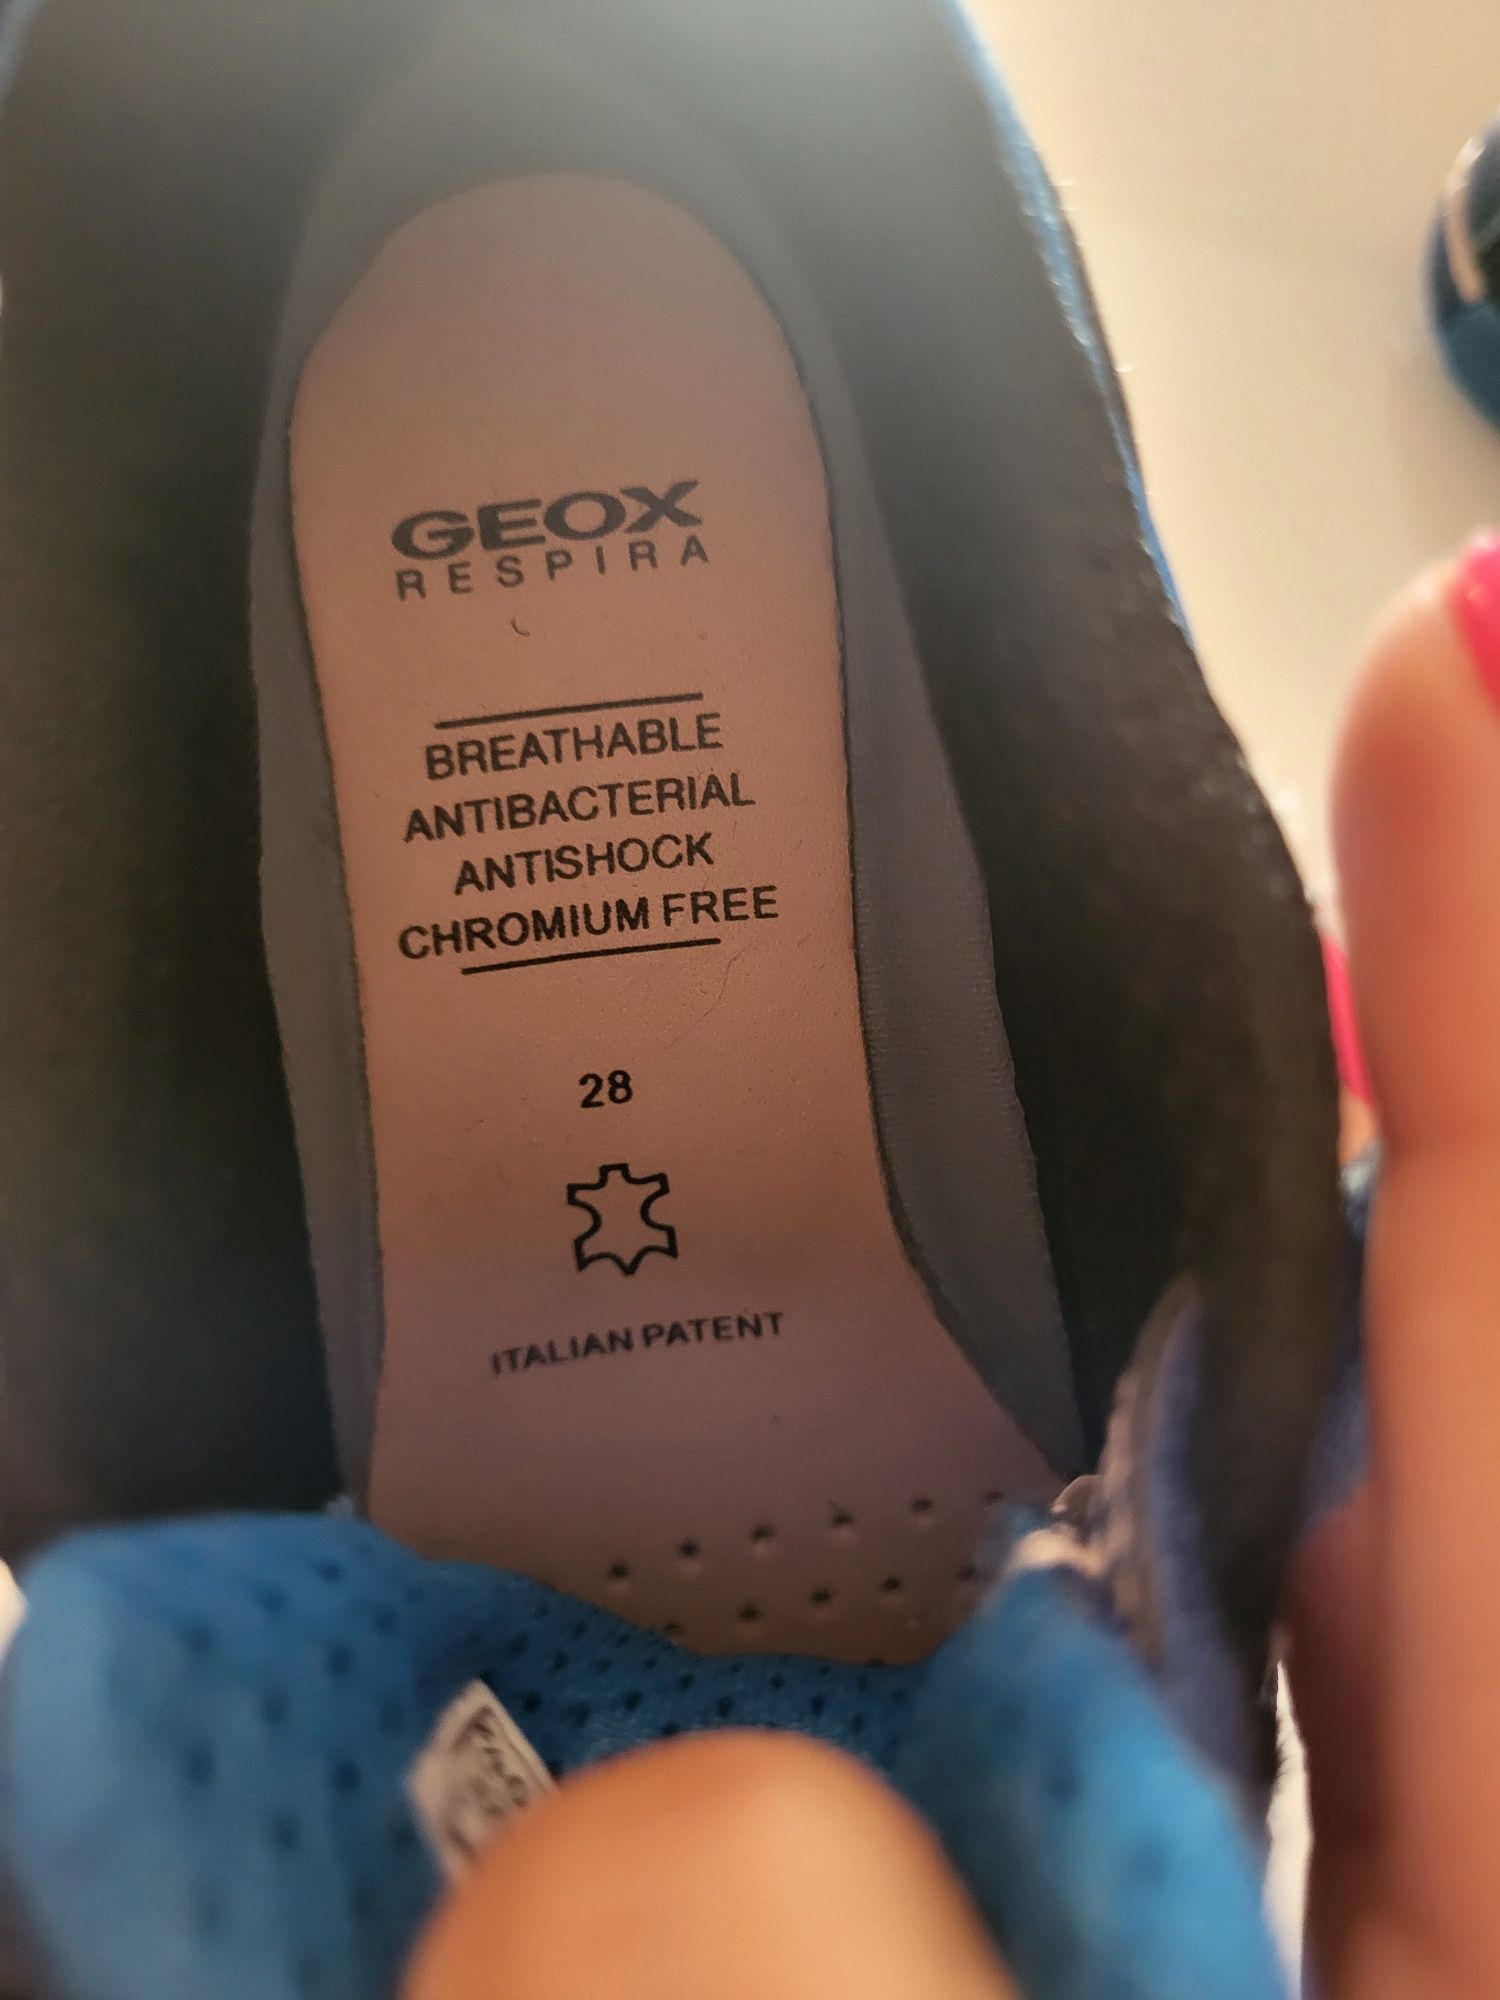 GEOX
RESPIRA
BREATHABLE
ANTIBACTERIAL
ANTISHOCK
CHROMIUM FREE
28
ITALIAN PATENT